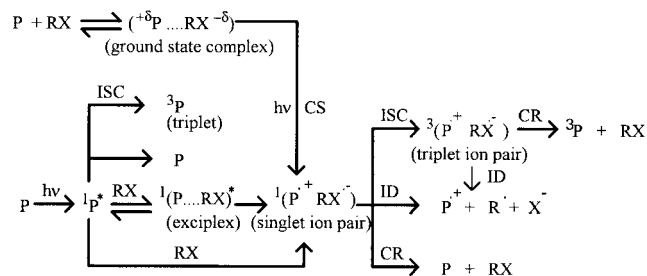 P + RX ⇌ (⁺ᵟP ....RX⁻ᵟ)
(ground state complex)
ISC ³P
(triplet)
hν CS
P
ISC ³(P·⁺ RX·⁻) CR ³P + RX
(triplet ion pair)
ID
P hν ¹P* RX ¹(P....RX)* ¹(P·⁺ RX·⁻) ID P·⁺ + R· + X⁻
(exciplex) (singlet ion pair)
RX
CR P + RX